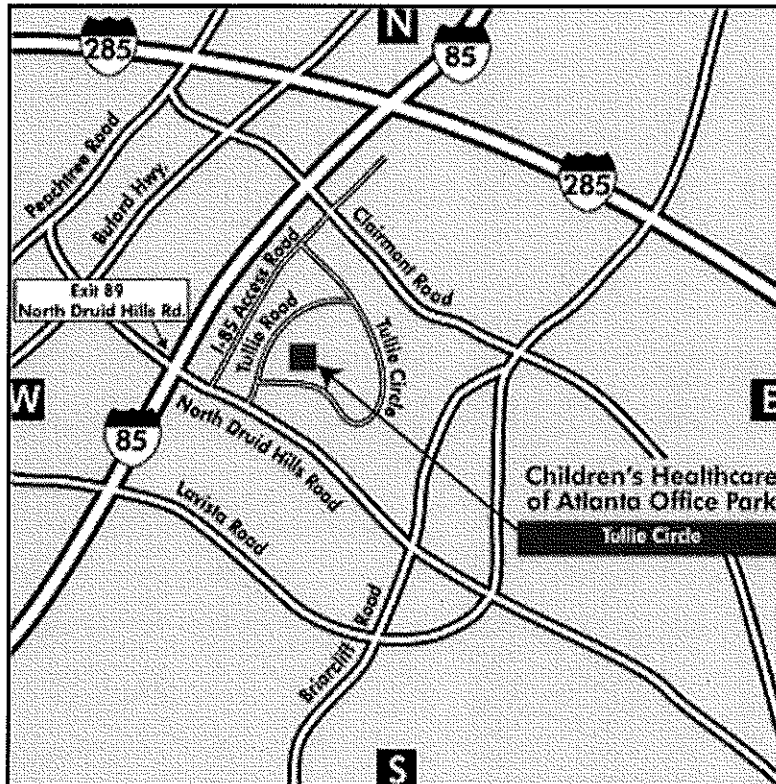 N
285
85
285
Peachtree Road
Buford Hwy.
Clairmont Road
I-85 Access Road
Exit 89
North Druid Hills Rd.
Tullie Road
Tullie Circle
W
E
85
North Druid Hills Road
Children's Healthcare
of Atlanta Office Park
Tullie Circle
Lavista Road
Briarcliff Road
S